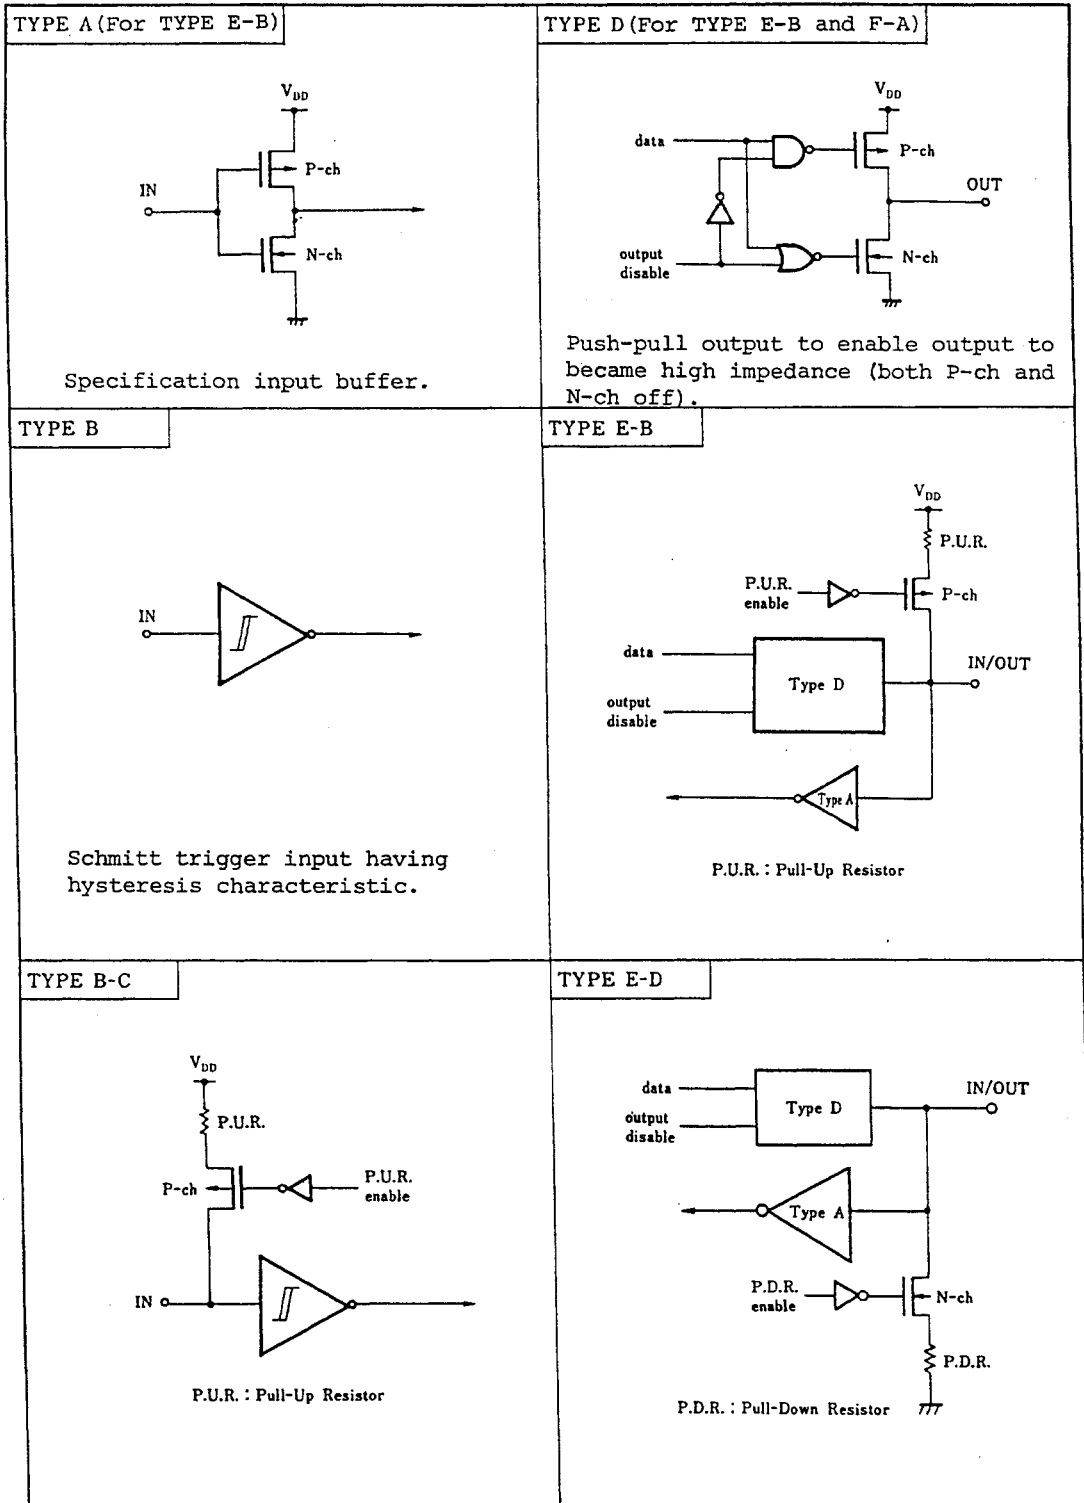 TYPE A(For TYPE E-B)
VDD
P-ch
IN
N-ch
Specification input buffer.
TYPE D(For TYPE E-B and F-A)
VDD
data
P-ch
OUT
output
disable
N-ch
Push-pull output to enable output to
became high impedance (both P-ch and
N-ch off).
TYPE B
IN
Schmitt trigger input having
hysteresis characteristic.
TYPE E-B
VDD
P.U.R.
P.U.R.
enable
P-ch
data
Type D
IN/OUT
output
disable
Type A
P.U.R. : Pull-Up Resistor
TYPE B-C
VDD
P.U.R.
P-ch
P.U.R.
enable
IN
P.U.R. : Pull-Up Resistor
TYPE E-D
data
Type D
IN/OUT
output
disable
Type A
P.D.R.
enable
N-ch
P.D.R.
P.D.R. : Pull-Down Resistor